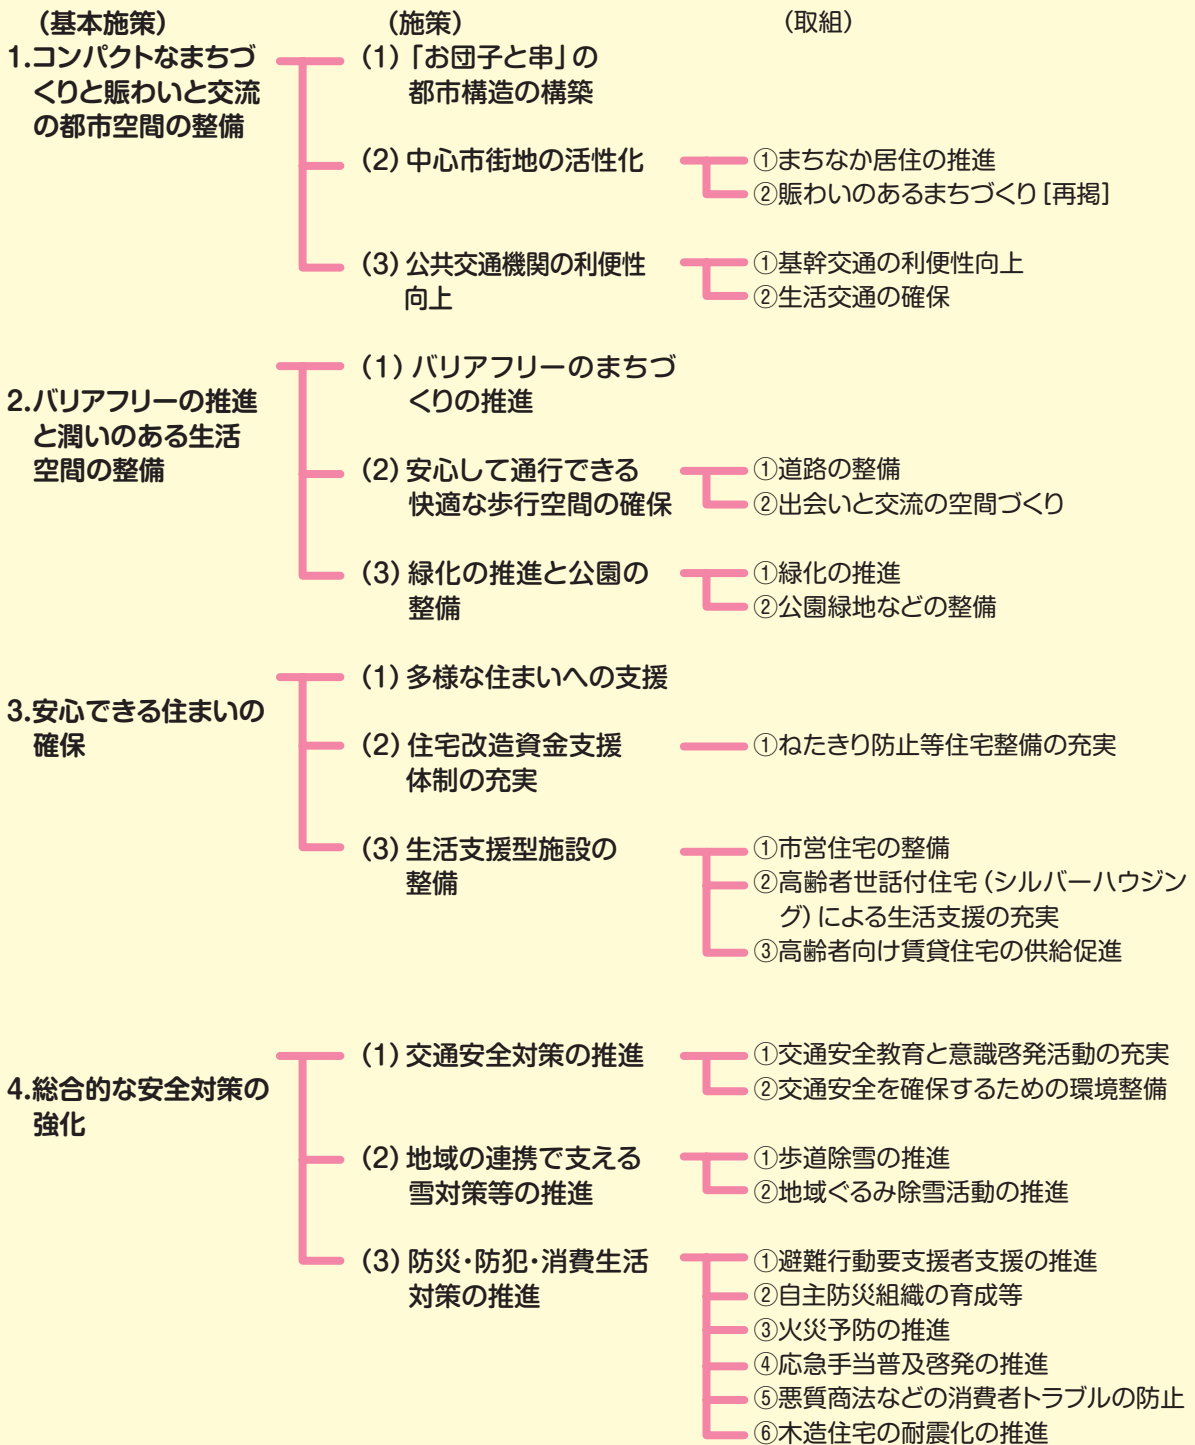 （基本施策）
（施策）
（取組）
1.コンパクトなまちづ
くりと賑わいと交流
の都市空間の整備
（1）「お団子と串」の
都市構造の構築
（2）中心市街地の活性化
①まちなか居住の推進
②賑わいのあるまちづくり［再掲］
（3）公共交通機関の利便性
向上
①基幹交通の利便性向上
②生活交通の確保
2.バリアフリーの推進
と潤いのある生活
空間の整備
（1）バリアフリーのまちづ
くりの推進
（2）安心して通行できる
快適な歩行空間の確保
①道路の整備
②出会いと交流の空間づくり
（3）緑化の推進と公園の
整備
①緑化の推進
②公園緑地などの整備
3.安心できる住まいの
確保
（1）多様な住まいへの支援
（2）住宅改造資金支援
体制の充実
①ねたきり防止等住宅整備の充実
（3）生活支援型施設の
整備
①市営住宅の整備
②高齢者世話付住宅（シルバーハウジン
グ）による生活支援の充実
③高齢者向け賃貸住宅の供給促進
4.総合的な安全対策の
強化
（1）交通安全対策の推進
①交通安全教育と意識啓発活動の充実
②交通安全を確保するための環境整備
（2）地域の連携で支える
雪対策等の推進
①歩道除雪の推進
②地域ぐるみ除雪活動の推進
（3）防災・防犯・消費生活
対策の推進
①避難行動要支援者支援の推進
②自主防災組織の育成等
③火災予防の推進
④応急手当普及啓発の推進
⑤悪質商法などの消費者トラブルの防止
⑥木造住宅の耐震化の推進